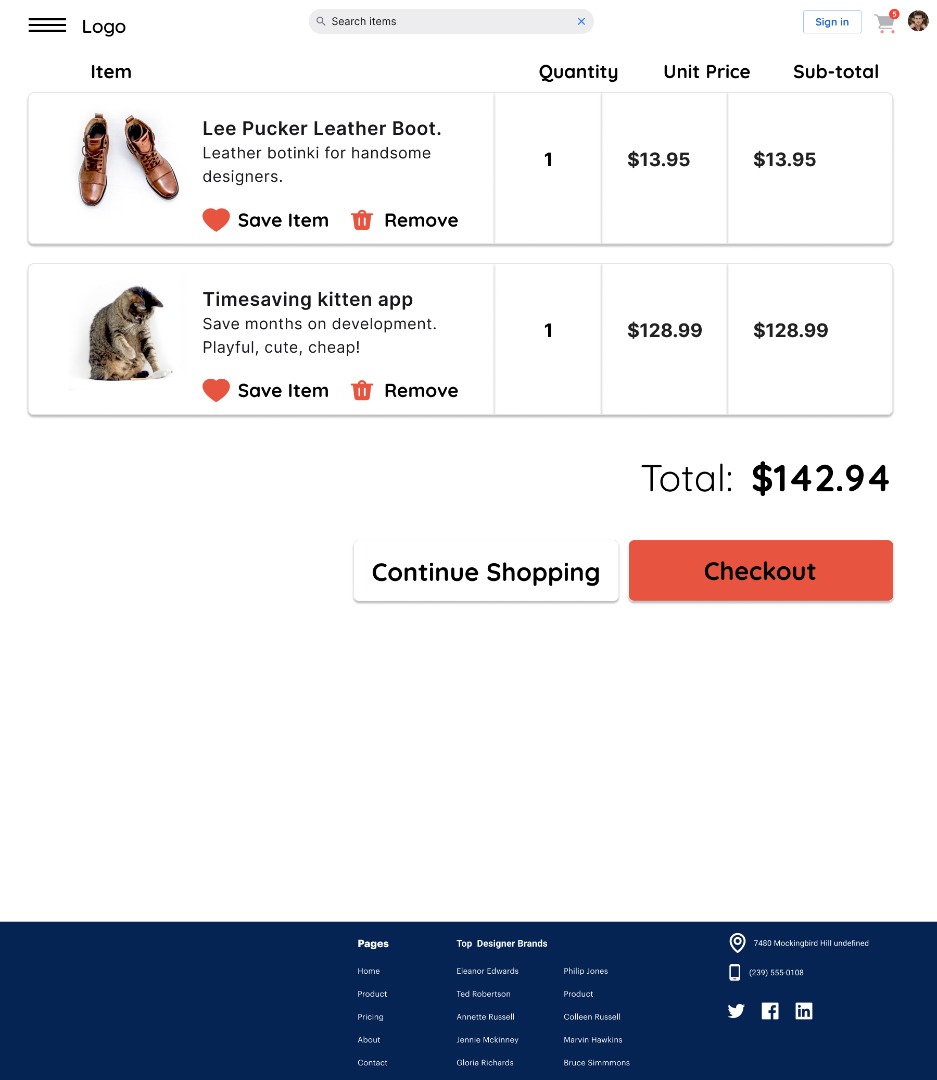 Logo
Search items
Sign in
5
Item
Quantity
Unit Price
Sub-total
Lee Pucker Leather Boot.
Leather botinki for handsome
designers.
Save Item
Remove
1
$13.95
$13.95
Timesaving kitten app
Save months on development.
Playful, cute, cheap!
Save Item
Remove
1
$128.99
$128.99
Total: $142.94
Continue Shopping
Checkout
Pages
Home
Product
Pricing
About
Contact
Top Designer Brands
Eleanor Edwards
Ted Robertson
Annette Russell
Jennie Mckinney
Gloria Richards
Philip Jones
Product
Colleen Russell
Marvin Hawkins
Bruce Simmmons
7480 Mockingbird Hill undefined
(239) 555-0108